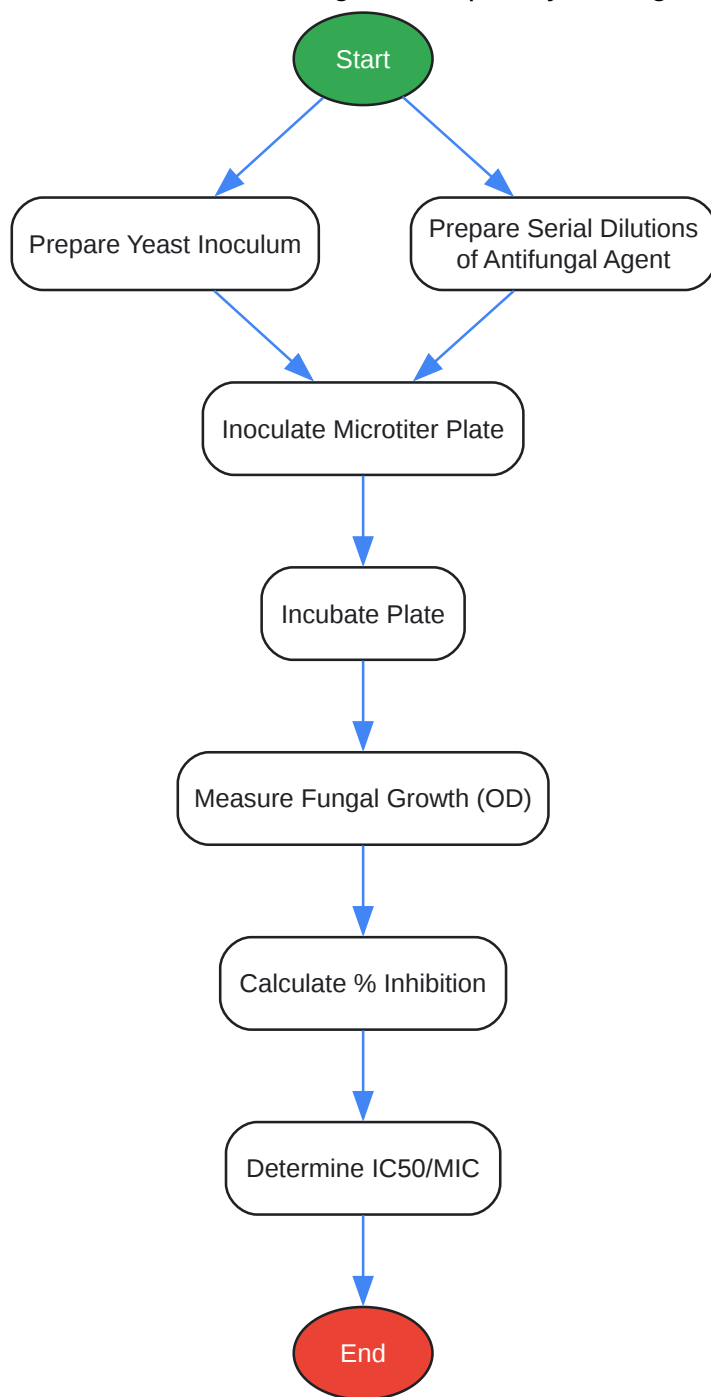 Start
Prepare Yeast Inoculum
Prepare Serial Dilutions
of Antifungal Agent
Inoculate Microtiter Plate
Incubate Plate
Measure Fungal Growth (OD)
Calculate % Inhibition
Determine IC50/MIC
End